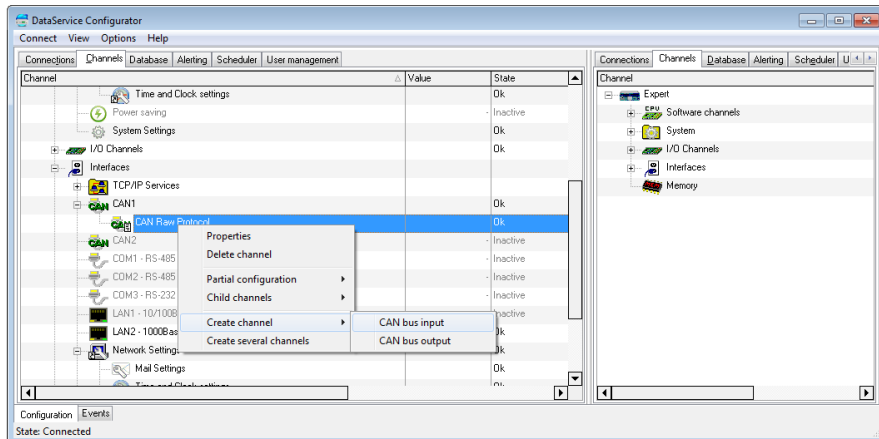 DataService Configurator
Connect View Options Help
Connections Channels Database Alerting Scheduler User management
Channel Value State
Time and Clock settings Ok
Power saving - Inactive
System Settings Ok
I/O Channels Ok
Interfaces
TCP/IP Services
CAN1 Ok
CAN Raw Protocol Ok
CAN2 - Inactive
COM1 - RS-485 - Inactive
COM2 - RS-485 - Inactive
COM3 - RS-232 - Inactive
LAN1 - 10/100B Inactive
LAN2 - 1000Bas Ok
Network Settings Ok
Mail Settings Ok
Time and Clock settings Ok
Properties
Delete channel
Partial configuration
Child channels
Create channel
Create several channels
CAN bus input
CAN bus output
Connections Channels Database Alerting Scheduler U
Channel
Expert
Software channels
System
I/O Channels
Interfaces
Memory
Configuration Events
State: Connected